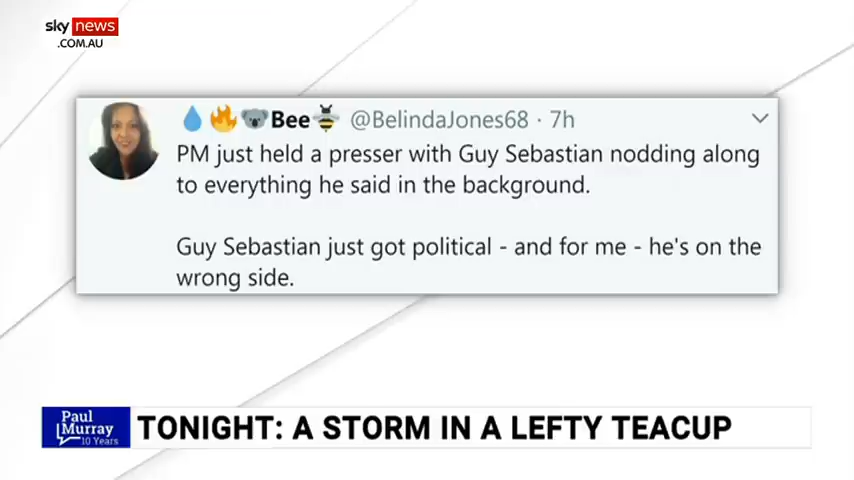 sky news
.COM.AU
💧🔥🐨Bee🐝 @BelindaJones68 · 7h
PM just held a presser with Guy Sebastian nodding along
to everything he said in the background.
Guy Sebastian just got political - and for me - he's on the
wrong side.
Paul
Murray
10 Years
TONIGHT: A STORM IN A LEFTY TEACUP